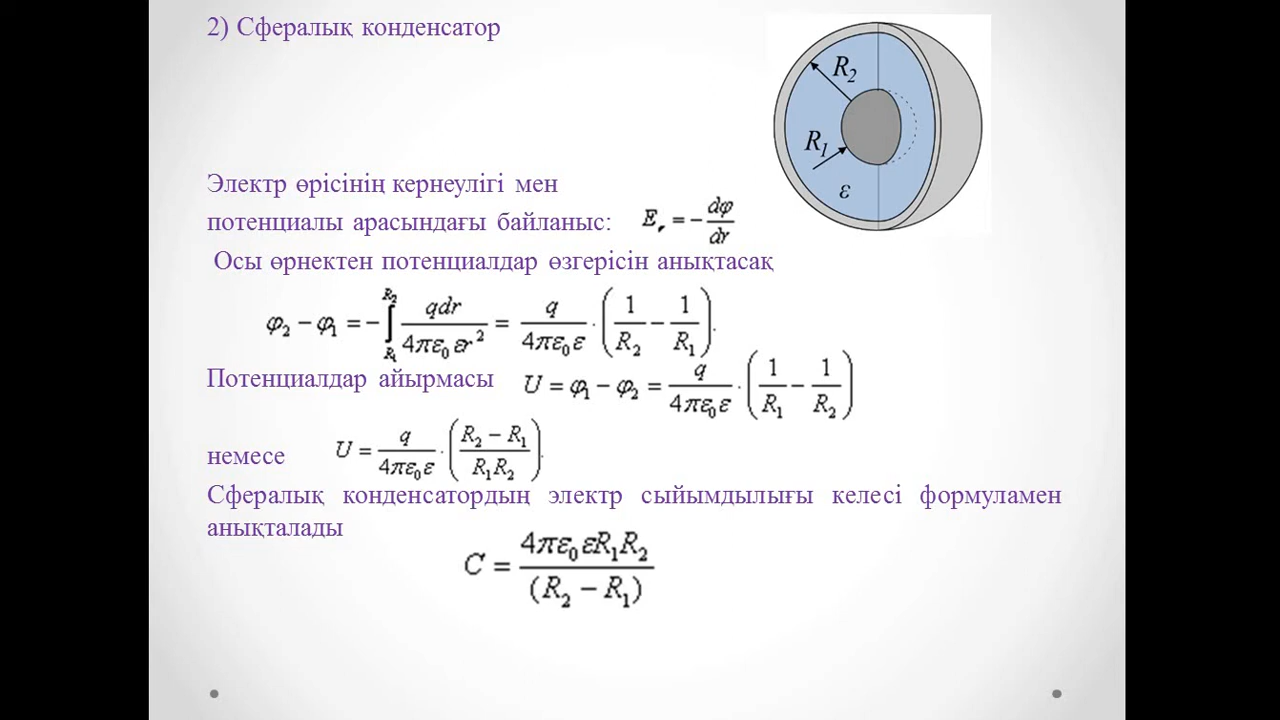 2) Сфералық конденсатор
R₂
R₁
ε
Электр өрісінің кернеулігі мен
потенциалы арасындағы байланыс: E_r = − dφ/dr
Осы өрнектен потенциалдар өзгерісін анықтасақ
φ₂ − φ₁ = − ∫_{R₁}^{R₂} qdr/4πε₀εr² = q/4πε₀ε · (1/R₂ − 1/R₁).
Потенциалдар айырмасы U = φ₁ − φ₂ = q/4πε₀ε · (1/R₁ − 1/R₂)
немесе U = q/4πε₀ε · (R₂ − R₁/R₁R₂).
Сфералық конденсатордың электр сыйымдылығы келесі формуламен
анықталады
C = 4πε₀εR₁R₂/(R₂ − R₁)